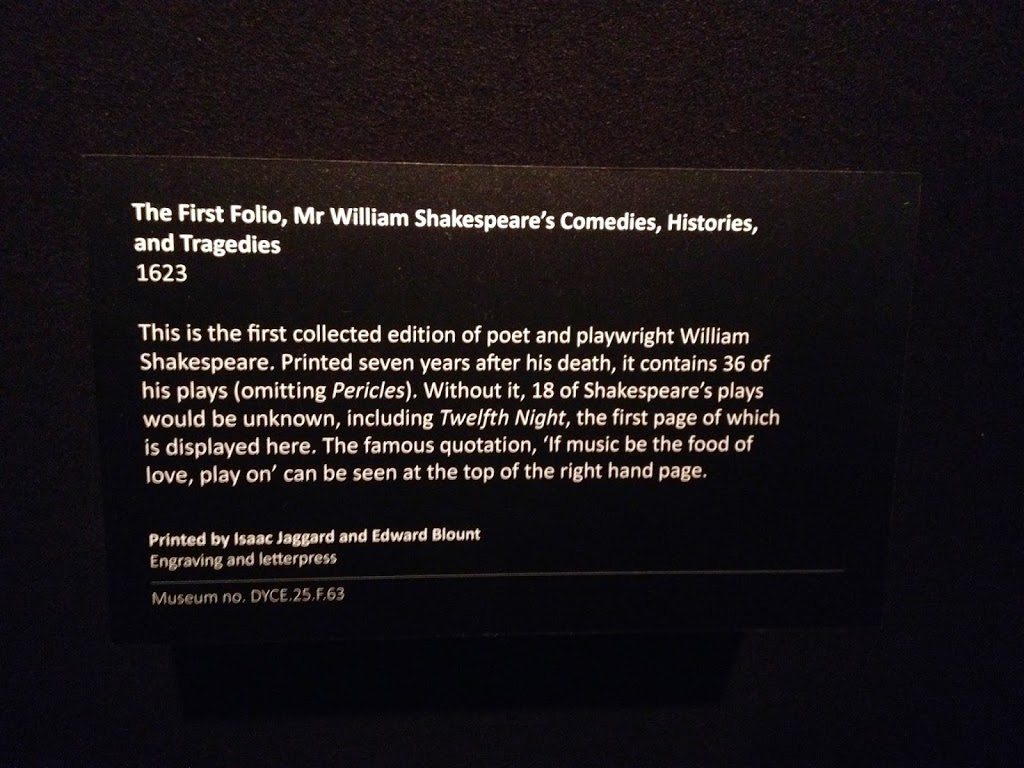 The First Folio, Mr William Shakespeare’s Comedies, Histories,
and Tragedies
1623
This is the first collected edition of poet and playwright William
Shakespeare. Printed seven years after his death, it contains 36 of
his plays (omitting Pericles). Without it, 18 of Shakespeare’s plays
would be unknown, including Twelfth Night, the first page of which
is displayed here. The famous quotation, ‘If music be the food of
love, play on’ can be seen at the top of the right hand page.
Printed by Isaac Jaggard and Edward Blount
Engraving and letterpress
Museum no. DYCE.25.F.63